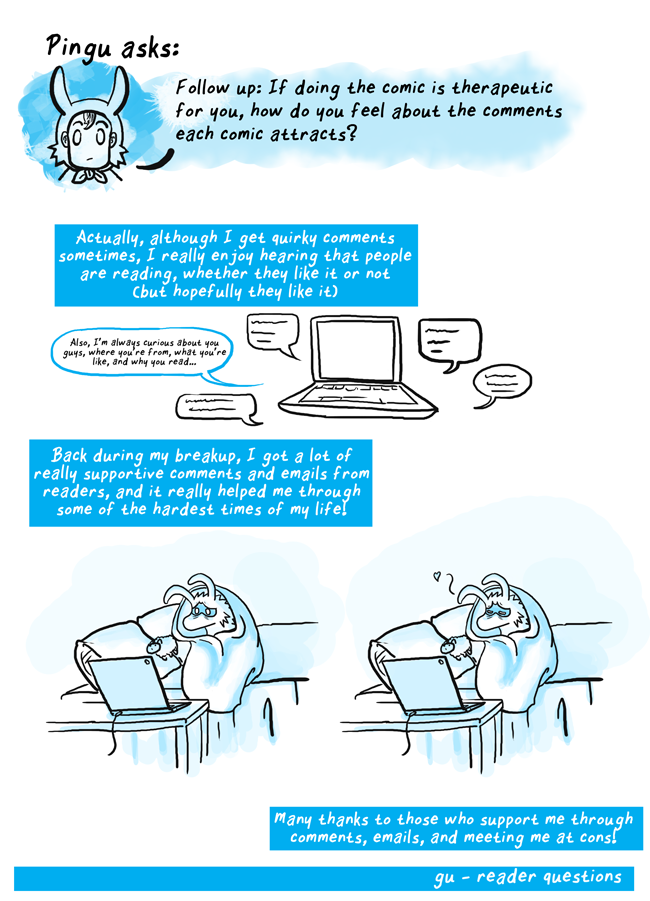 Pingu asks:
Follow up: If doing the comic is therapeutic
for you, how do you feel about the comments
each comic attracts?
Actually, although I get quirky comments
sometimes, I really enjoy hearing that people
are reading, whether they like it or not
(but hopefully they like it)
Also, I'm always curious about you
guys, where you're from, what you're
like, and why you read...
Back during my breakup, I got a lot of
really supportive comments and emails from
readers, and it really helped me through
some of the hardest times of my life!
Many thanks to those who support me through
comments, emails, and meeting me at cons!
gu - reader questions